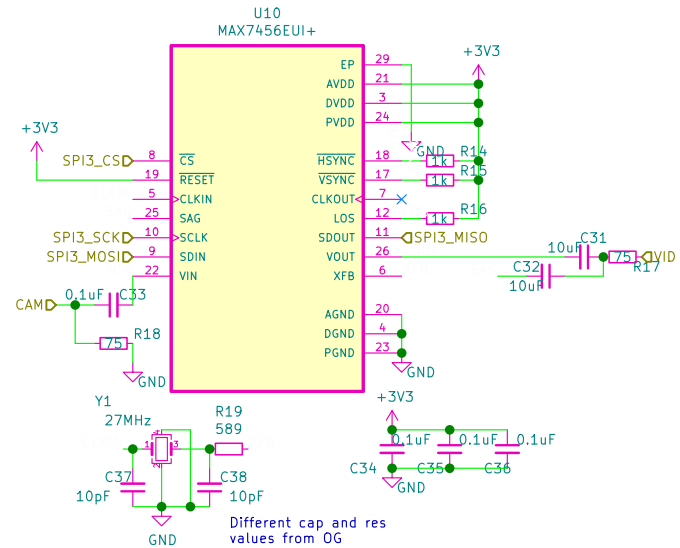 U10
MAX7456EUI+
+3V3
+3V3
EP 29
AVDD 21
DVDD 3
PVDD 24
GND
SPI3_CS 8 CS
HSYNC 18 1k R14
19 RESET
VSYNC 17 1k R15
5 CLKIN
CLKOUT 7
25 SAG
LOS 12 1k R16
SPI3_SCK 10 SCLK
SDOUT 11 SPI3_MISO
SPI3_MOSI 9 SDIN
VOUT 26
10uF C31
75 R17 VID
22 VIN
XFB 6
C32
10uF
CAM 0.1uF C33
AGND 20
75 R18
DGND 4
PGND 23
GND
GND
Y1
27MHz
R19
589
1 2 3 4
C37
10pF
C38
10pF
GND
+3V3
0.1uF 0.1uF 0.1uF
C34 C35 C36
GND
Different cap and res
values from OG